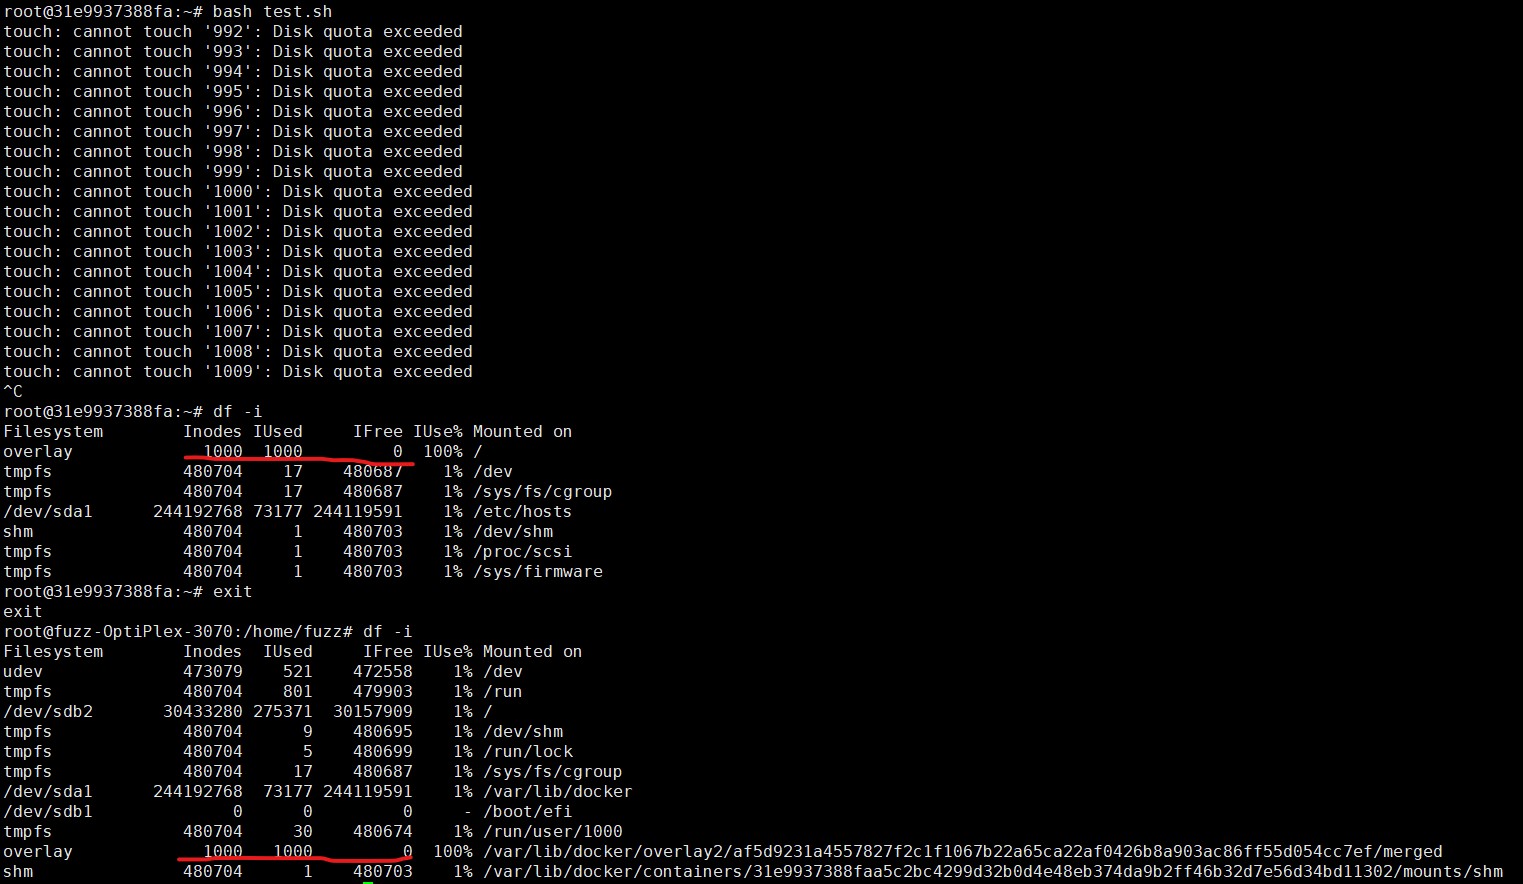 root@31e9937388fa:~# bash test.sh
touch: cannot touch '992': Disk quota exceeded
touch: cannot touch '993': Disk quota exceeded
touch: cannot touch '994': Disk quota exceeded
touch: cannot touch '995': Disk quota exceeded
touch: cannot touch '996': Disk quota exceeded
touch: cannot touch '997': Disk quota exceeded
touch: cannot touch '998': Disk quota exceeded
touch: cannot touch '999': Disk quota exceeded
touch: cannot touch '1000': Disk quota exceeded
touch: cannot touch '1001': Disk quota exceeded
touch: cannot touch '1002': Disk quota exceeded
touch: cannot touch '1003': Disk quota exceeded
touch: cannot touch '1004': Disk quota exceeded
touch: cannot touch '1005': Disk quota exceeded
touch: cannot touch '1006': Disk quota exceeded
touch: cannot touch '1007': Disk quota exceeded
touch: cannot touch '1008': Disk quota exceeded
touch: cannot touch '1009': Disk quota exceeded
^C
root@31e9937388fa:~# df -i
Filesystem        Inodes IUsed     IFree IUse% Mounted on
overlay             1000  1000         0  100% /
tmpfs             480704    17    480687    1% /dev
tmpfs             480704    17    480687    1% /sys/fs/cgroup
/dev/sda1      244192768 73177 244119591    1% /etc/hosts
shm               480704     1    480703    1% /dev/shm
tmpfs             480704     1    480703    1% /proc/scsi
tmpfs             480704     1    480703    1% /sys/firmware
root@31e9937388fa:~# exit
exit
root@fuzz-OptiPlex-3070:/home/fuzz# df -i
Filesystem        Inodes  IUsed     IFree IUse% Mounted on
udev              473079    521    472558    1% /dev
tmpfs             480704    801    479903    1% /run
/dev/sdb2       30433280 275371  30157909    1% /
tmpfs             480704      9    480695    1% /dev/shm
tmpfs             480704      5    480699    1% /run/lock
tmpfs             480704     17    480687    1% /sys/fs/cgroup
/dev/sda1      244192768  73177 244119591    1% /var/lib/docker
/dev/sdb1              0      0         0     - /boot/efi
tmpfs             480704     30    480674    1% /run/user/1000
overlay             1000   1000         0  100% /var/lib/docker/overlay2/af5d9231a4557827f2c1f1067b22a65ca22af0426b8a903ac86ff55d054cc7ef/merged
shm               480704      1    480703    1% /var/lib/docker/containers/31e9937388faa5c2bc4299d32b0d4e48eb374da9b2ff46b32d7e56d34bd11302/mounts/shm